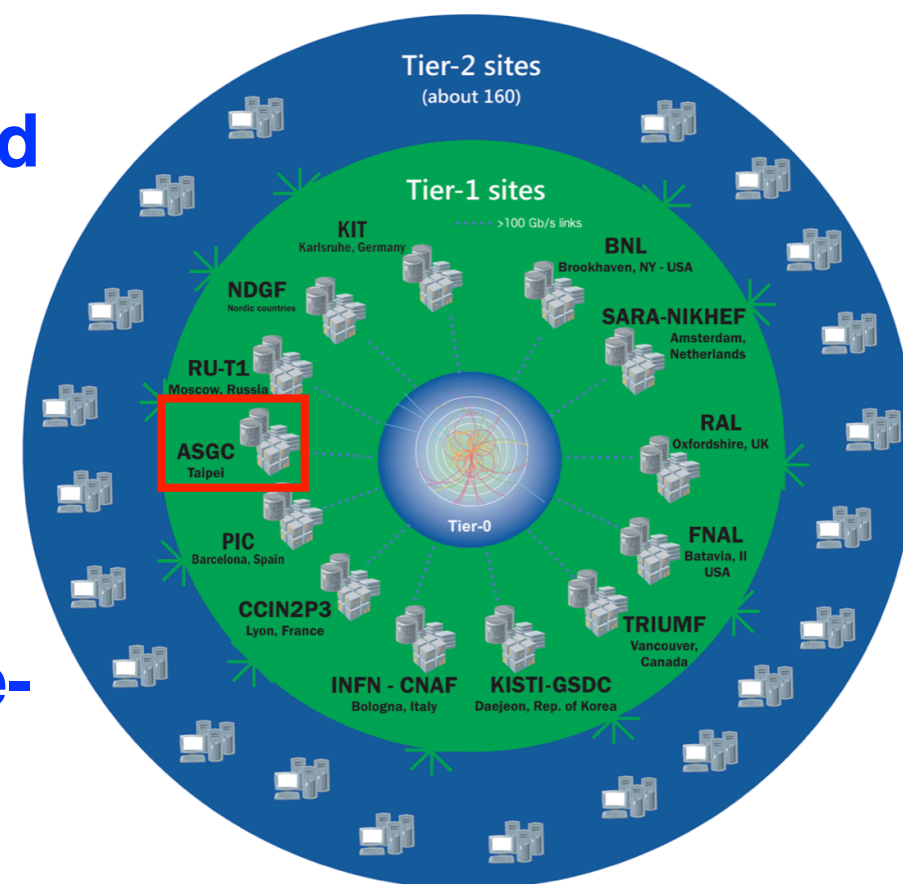 d
e-
Tier-2 sites
(about 160)
Tier-1 sites
>100 Gb/s links
KIT
Karlsruhe, Germany
BNL
Brookhaven, NY - USA
NDGF
Nordic countries
SARA-NIKHEF
Amsterdam,
Netherlands
RU-T1
Moscow, Russia
RAL
Oxfordshire, UK
ASGC
Taipei
Tier-0
PIC
Barcelona, Spain
FNAL
Batavia, Il
USA
CCIN2P3
Lyon, France
TRIUMF
Vancouver,
Canada
INFN - CNAF
Bologna, Italy
KISTI-GSDC
Daejeon, Rep. of Korea